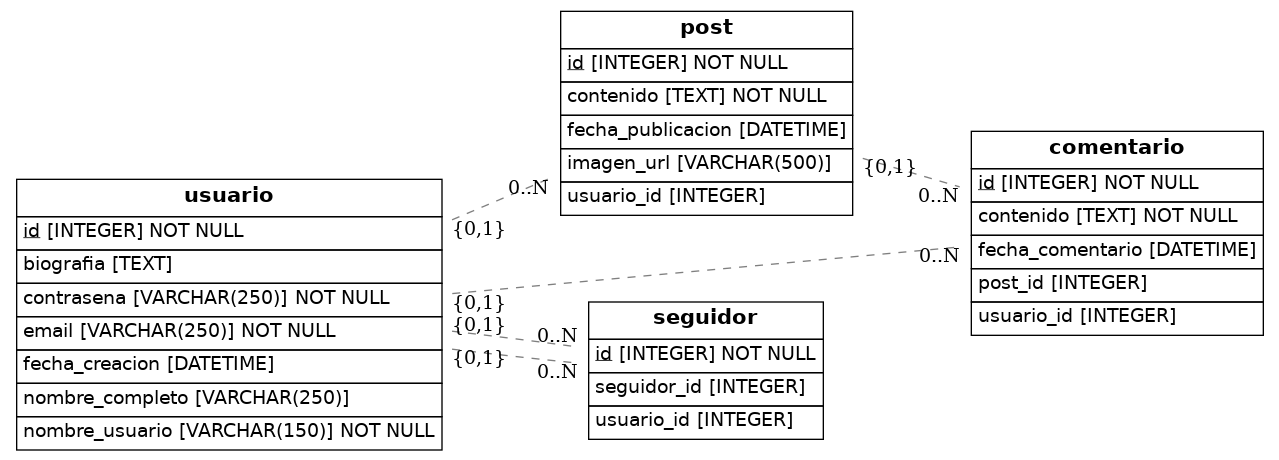 post
id [INTEGER] NOT NULL
contenido [TEXT] NOT NULL
fecha_publicacion [DATETIME]
imagen_url [VARCHAR(500)]
usuario_id [INTEGER]
comentario
id [INTEGER] NOT NULL
contenido [TEXT] NOT NULL
fecha_comentario [DATETIME]
post_id [INTEGER]
usuario_id [INTEGER]
usuario
id [INTEGER] NOT NULL
biografia [TEXT]
contrasena [VARCHAR(250)] NOT NULL
email [VARCHAR(250)] NOT NULL
fecha_creacion [DATETIME]
nombre_completo [VARCHAR(250)]
nombre_usuario [VARCHAR(150)] NOT NULL
seguidor
id [INTEGER] NOT NULL
seguidor_id [INTEGER]
usuario_id [INTEGER]
0..N
{0,1}
{0,1}
0..N
0..N
{0,1}
{0,1}
0..N
{0,1}
0..N